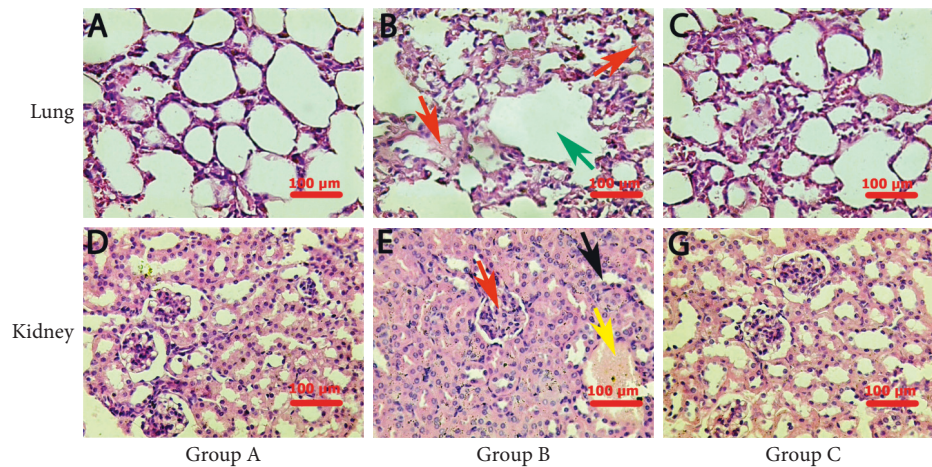 A B C
Lung
100 μm 100 μm 100 μm
D E G
Kidney
100 μm 100 μm 100 μm
Group A Group B Group C